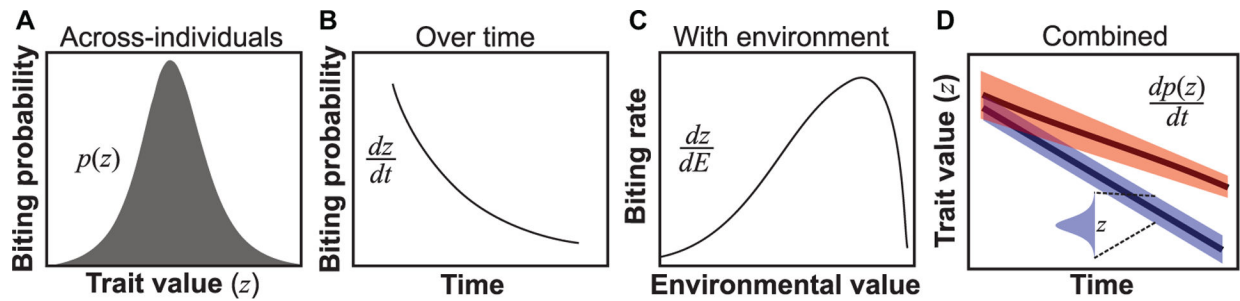 A
Across-individuals
Biting probability
p(z)
Trait value (z)
B
Over time
Biting probability
dz
dt
Time
C
With environment
Biting rate
dz
dE
Environmental value
D
Combined
Trait value (z)
dp(z)
dt
z
Time